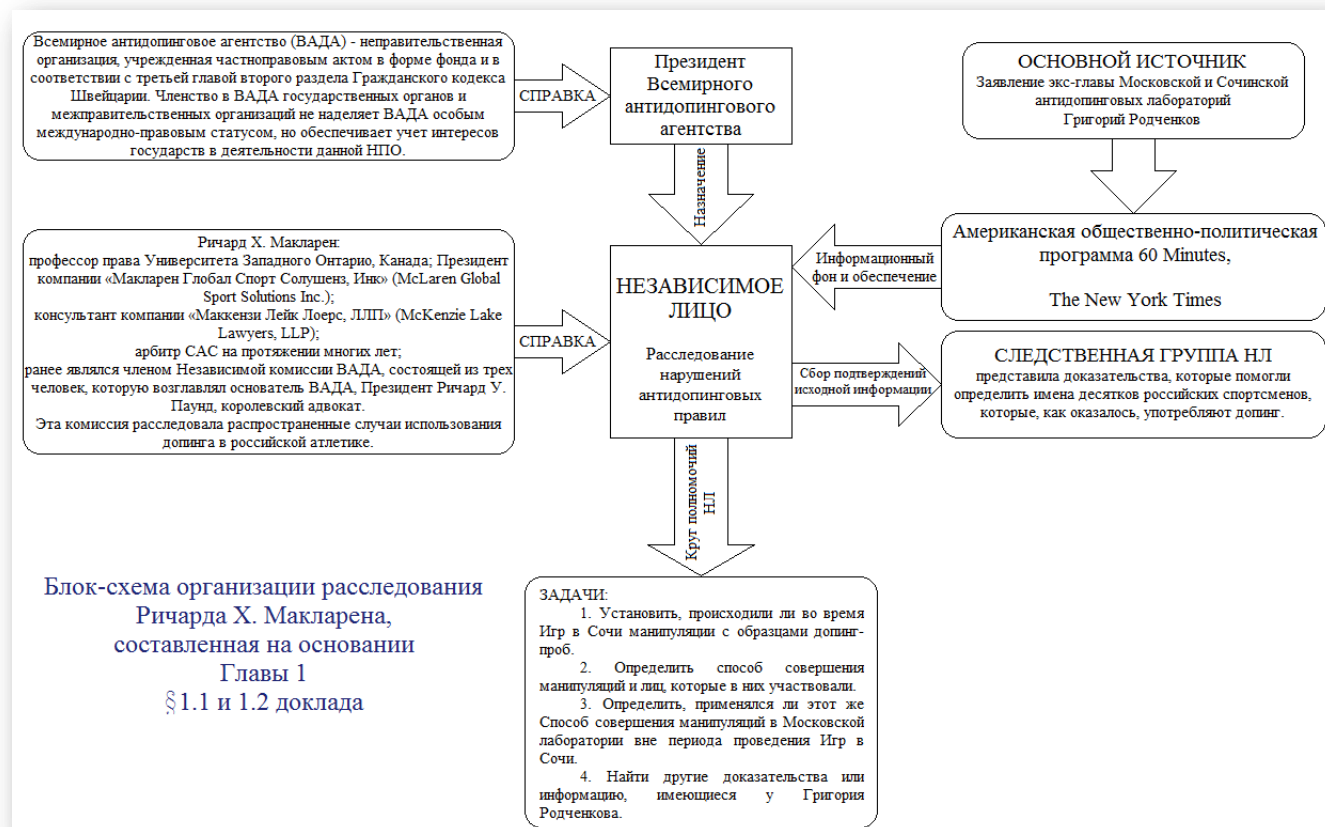 Всемирное антидопинговое агентство (ВАДА) - неправительственная
организация, учрежденная частноправовым актом в форме фонда и в
соответствии с третьей главой второго раздела Гражданского кодекса
Швейцарии. Членство в ВАДА государственных органов и
межправительственных организаций не наделяет ВАДА особым
международно-правовым статусом, но обеспечивает учет интересов
государств в деятельности данной НПО.
СПРАВКА
Президент
Всемирного
антидопингового
агентства
ОСНОВНОЙ ИСТОЧНИК
Заявление экс-главы Московской и Сочинской
антидопинговых лабораторий
Григорий Родченков
Назначение
Ричард Х. Макларен:
профессор права Университета Западного Онтарио, Канада; Президент
компании «Макларен Глобал Спорт Солушенз, Инк» (McLaren Global
Sport Solutions Inc.);
консультант компании «Маккензи Лейк Лоерс, ЛЛП» (McKenzie Lake
Lawyers, LLP);
арбитр САС на протяжении многих лет;
ранее являлся членом Независимой комиссии ВАДА, состоящей из трех
человек, которую возглавлял основатель ВАДА, Президент Ричард У.
Паунд, королевский адвокат.
Эта комиссия расследовала распространенные случаи использования
допинга в российской атлетике.
СПРАВКА
НЕЗАВИСИМОЕ
ЛИЦО
Расследование
нарушений
антидопинговых
правил
Информационный
фон и обеспечение
Американская общественно-политическая
программа 60 Minutes,
The New York Times
Сбор подтверждений
исходной информации
СЛЕДСТВЕННАЯ ГРУППА НЛ
представила доказательства, которые помогли
определить имена десятков российских спортсменов,
которые, как оказалось, употребляют допинг.
Круг полномочий
НЛ
Блок-схема организации расследования
Ричарда Х. Макларена,
составленная на основании
Главы 1
§1.1 и 1.2 доклада
ЗАДАЧИ:
1. Установить, происходили ли во время
Игр в Сочи манипуляции с образцами допинг-
проб.
2. Определить способ совершения
манипуляций и лиц, которые в них участвовали.
3. Определить, применялся ли этот же
Способ совершения манипуляций в Московской
лаборатории вне периода проведения Игр в
Сочи.
4. Найти другие доказательства или
информацию, имеющиеся у Григория
Родченкова.